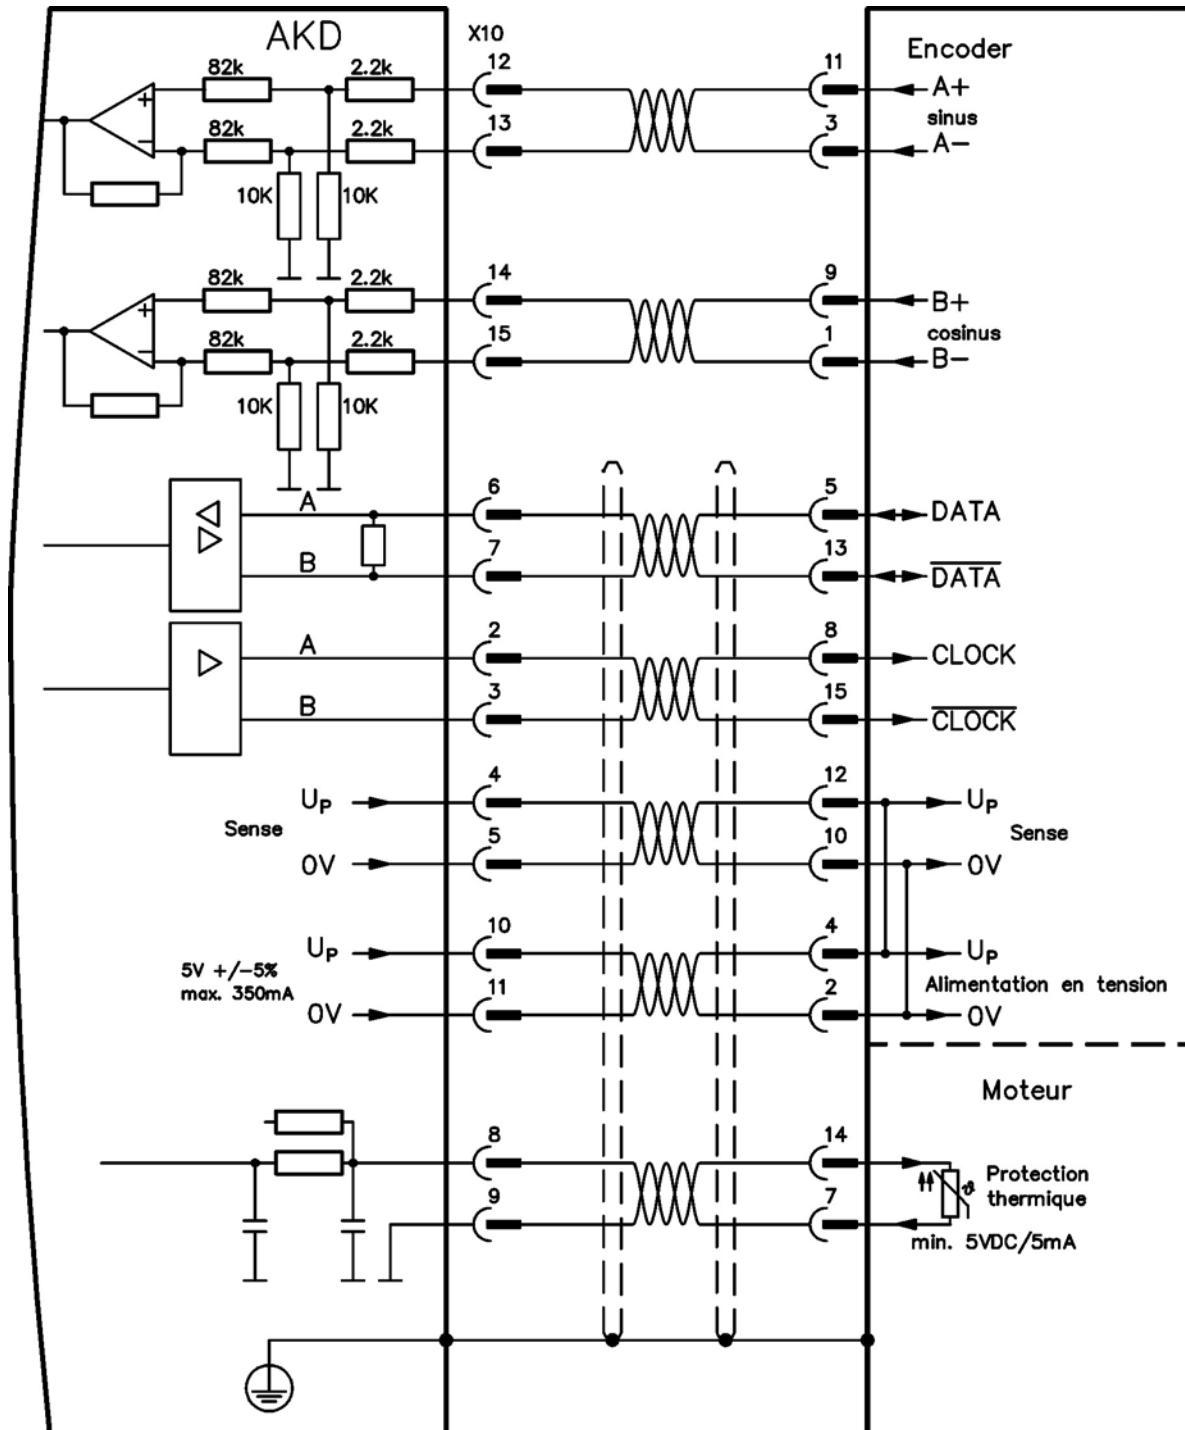 AKD
X10
Encoder
82k 2.2k 12 11 A+
sinus
82k 2.2k 13 3 A-
10K 10K
82k 2.2k 14 9 B+
cosinus
82k 2.2k 15 1 B-
10K 10K
A 6 5 DATA
B 7 13 DATA
A 2 8 CLOCK
B 3 15 CLOCK
UP 4 12 UP
Sense Sense
0V 5 10 0V
UP 10 4 UP
5V +/-5%
max. 350mA
Alimentation en tension
0V 11 2 0V
Moteur
8 14
Protection
thermique
ϑ
9 7
min. 5VDC/5mA